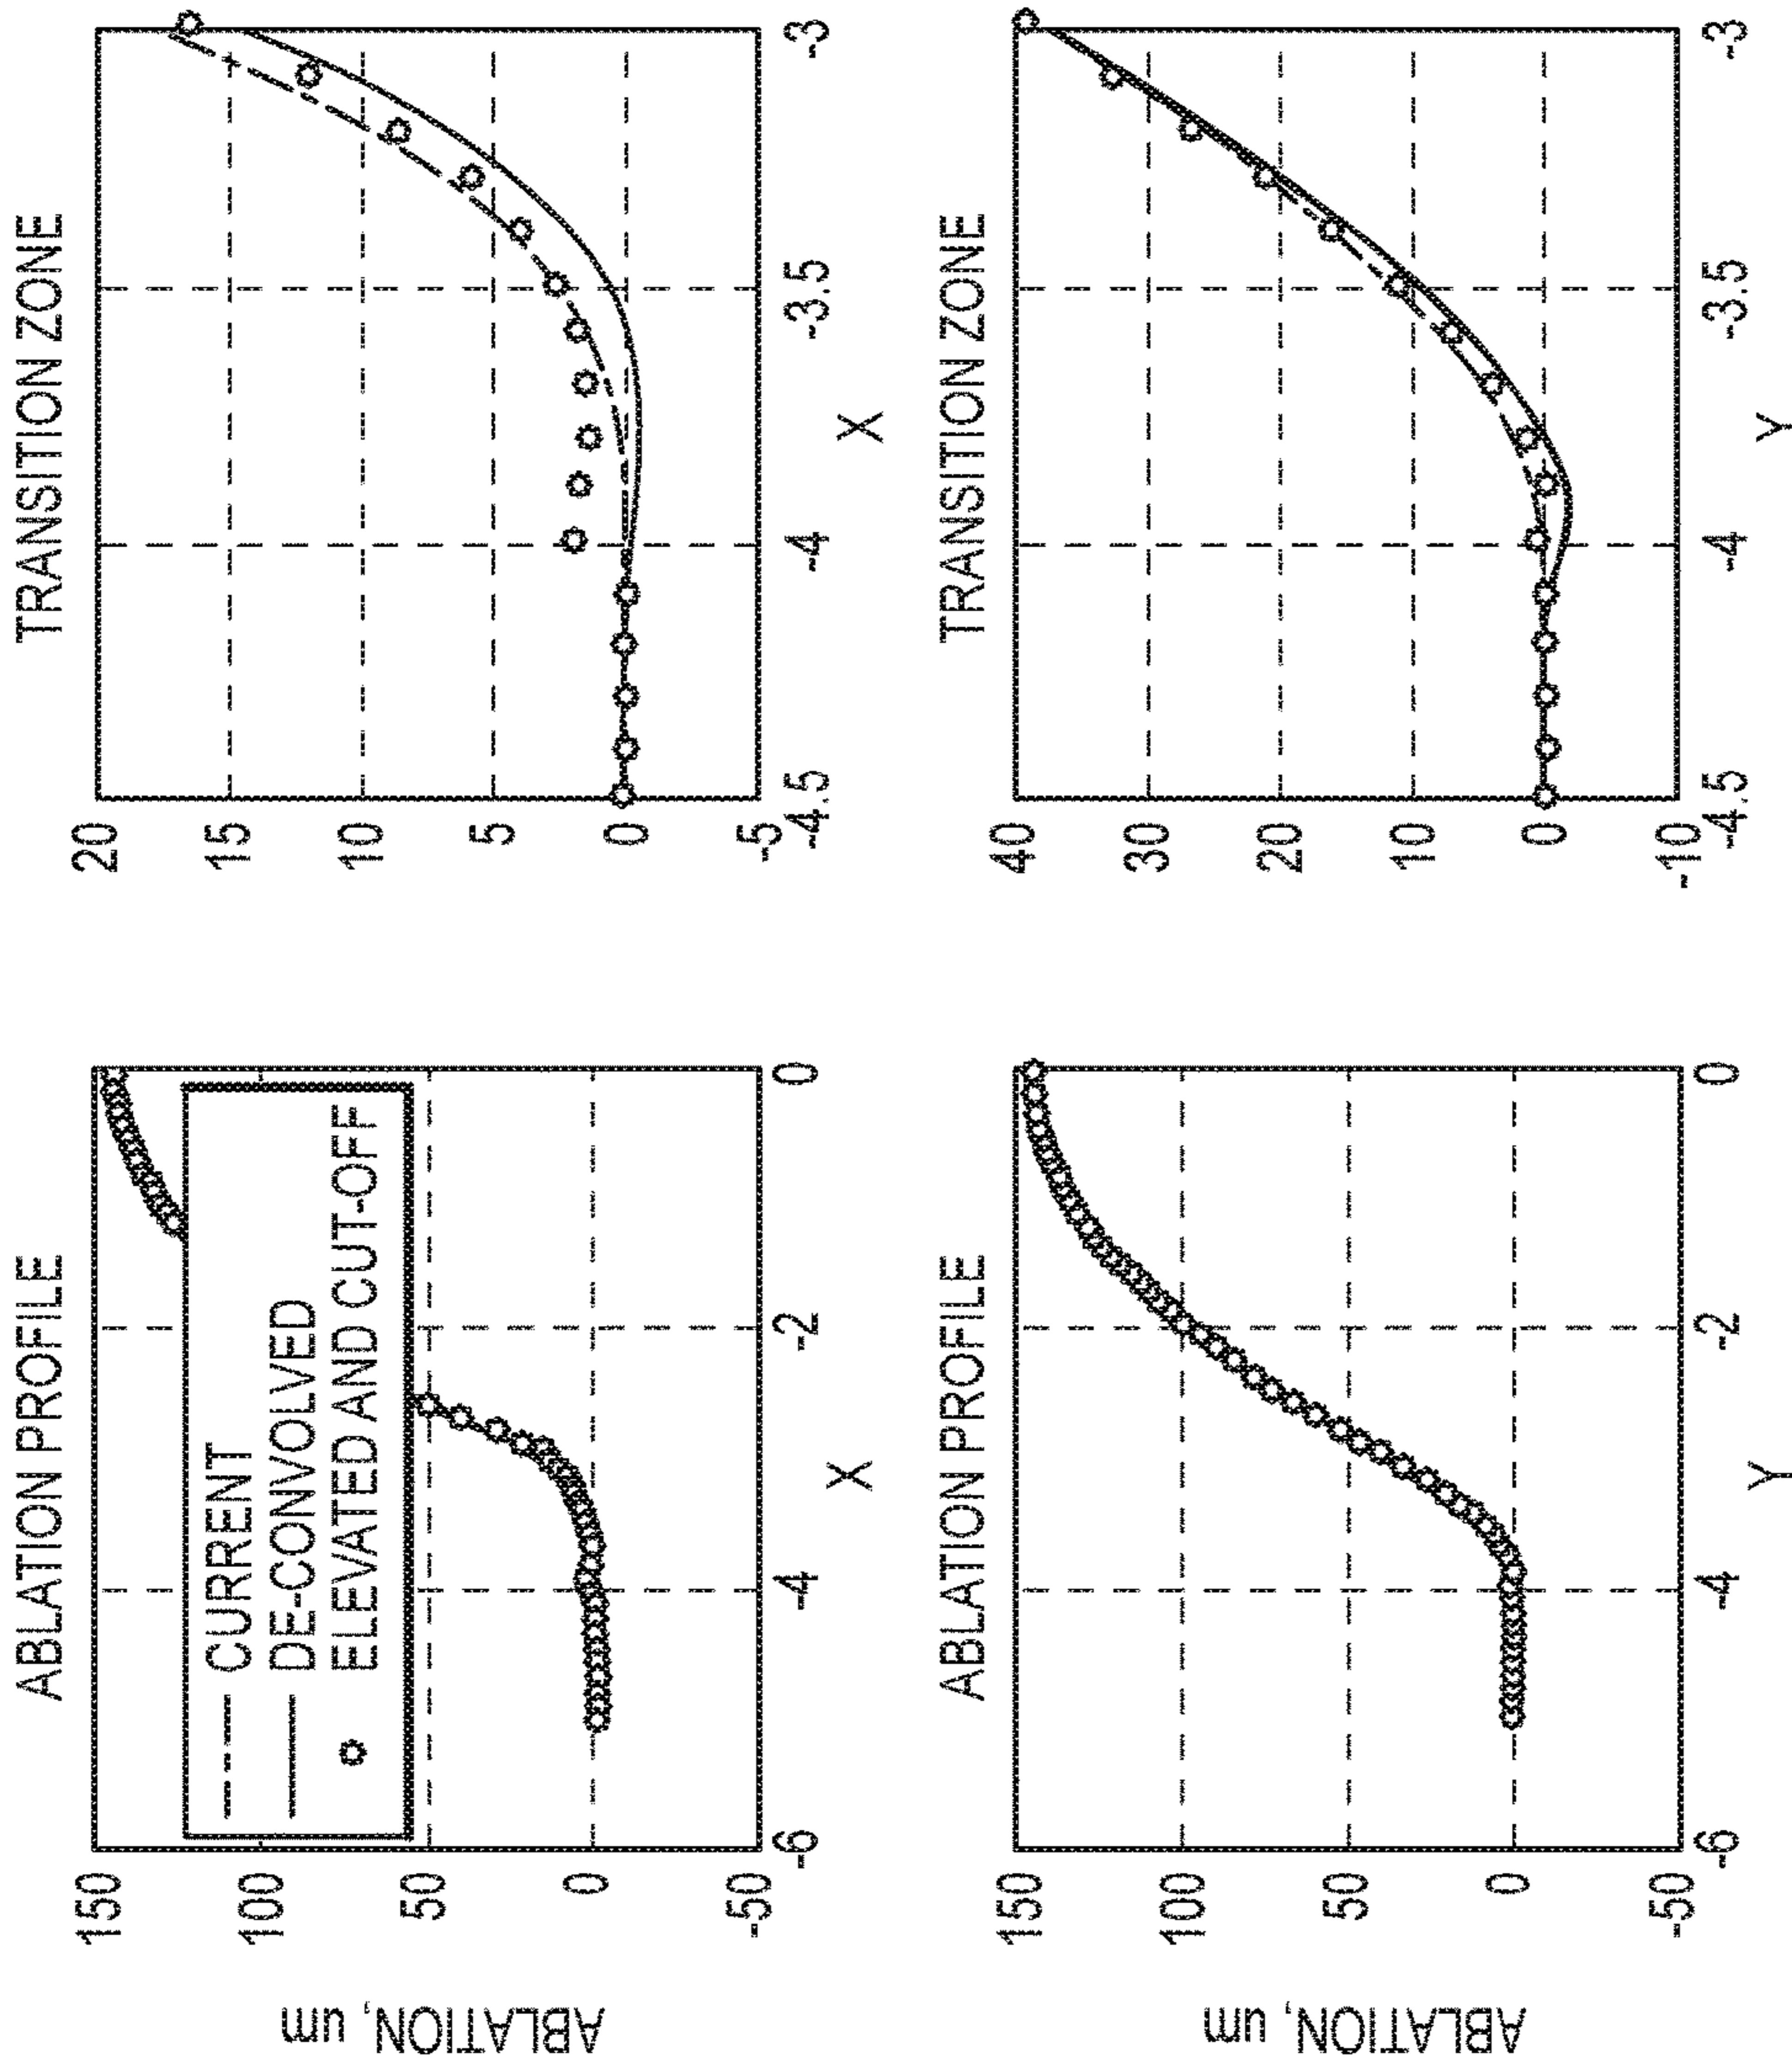 ABLATION PROFILE
150
100
50
0
-50
-6
-4
-2
0
X
ABLATION, um
CURRENT
DE-CONVOLVED
ELEVATED AND CUT-OFF
TRANSITION ZONE
20
15
10
5
0
-5
-4.5
-4
-3.5
-3
X
ABLATION PROFILE
150
100
50
0
-50
-6
-4
-2
0
Y
ABLATION, um
TRANSITION ZONE
40
30
20
10
0
-10
-4.5
-4
-3.5
-3
Y